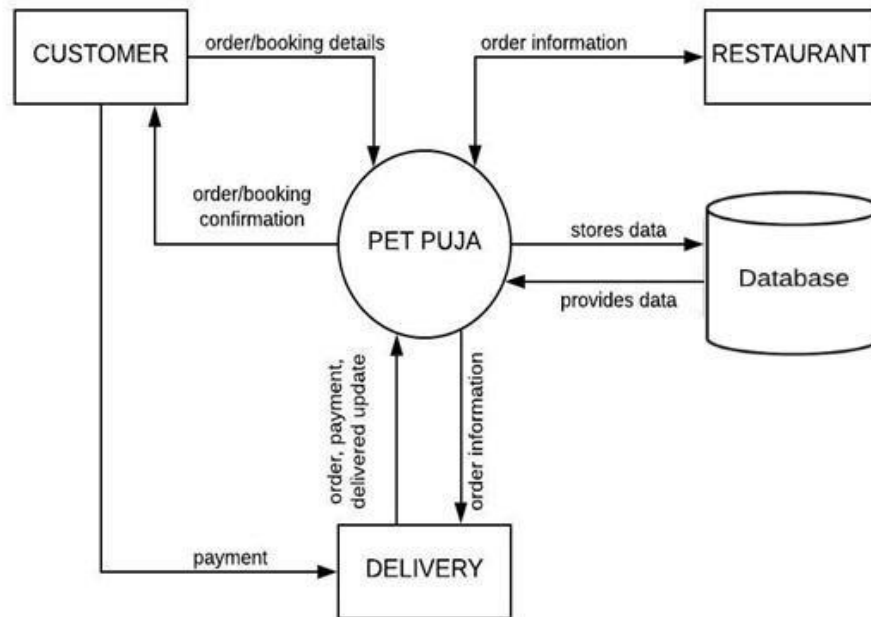 CUSTOMER
order/booking details
order information
RESTAURANT
order/booking
confirmation
PET PUJA
stores data
Database
provides data
order, payment,
delivered update
order information
payment
DELIVERY